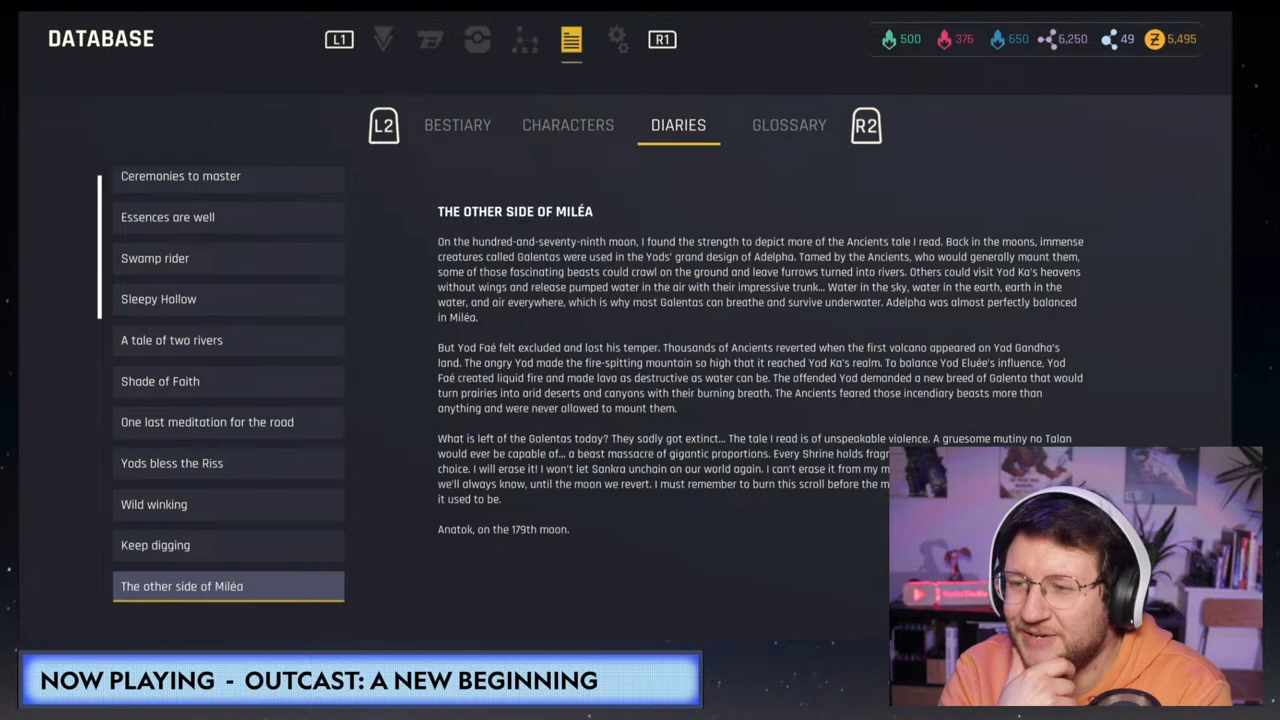 DATABASE
L1
R1
500
376
650
6,250
49
5,495
L2
BESTIARY
CHARACTERS
DIARIES
GLOSSARY
R2
Ceremonies to master
Essences are well
Swamp rider
Sleepy Hollow
A tale of two rivers
Shade of Faith
One last meditation for the road
Yods bless the Riss
Wild winking
Keep digging
The other side of Miléa
THE OTHER SIDE OF MILÉA
On the hundred-and-seventy-ninth moon, I found the strength to depict more of the Ancients tale I read. Back in the moons, immense
creatures called Galentas were used in the Yods' grand design of Adelpha. Tamed by the Ancients, who would generally mount them,
some of those fascinating beasts could crawl on the ground and leave furrows turned into rivers. Others could visit Yod Ka's heavens
without wings and release pumped water in the air with their impressive trunk... Water in the sky, water in the earth, earth in the
water, and air everywhere, which is why most Galentas can breathe and survive underwater. Adelpha was almost perfectly balanced
in Miléa.
But Yod Faé felt excluded and lost his temper. Thousands of Ancients reverted when the first volcano appeared on Yod Gandha's
land. The angry Yod made the fire-spitting mountain so high that it reached Yod Ka's realm. To balance Yod Eluée's influence, Yod
Faé created liquid fire and made lava as destructive as water can be. The offended Yod demanded a new breed of Galenta that would
turn prairies into arid deserts and canyons with their burning breath. The Ancients feared those incendiary beasts more than
anything and were never allowed to mount them.
What is left of the Galentas today? They sadly got extinct... The tale I read is of unspeakable violence. A gruesome mutiny no Talan
would ever be capable of... a beast massacre of gigantic proportions. Every Shrine holds
choice. I will erase it! I won't let Sankra unchain on our world again. I can't erase it from my
we'll always know, until the moon we revert. I must remember to burn this scroll before the
it used to be.
Anatok, on the 179th moon.
NOW PLAYING - OUTCAST: A NEW BEGINNING